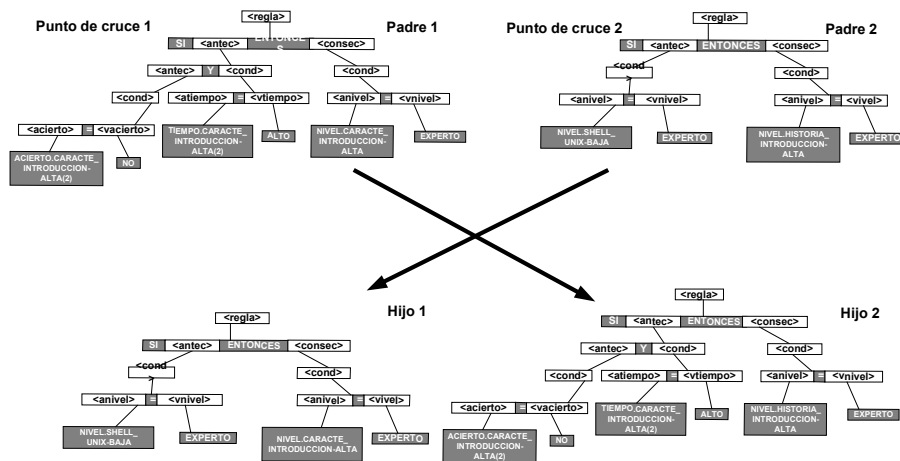 Punto de cruce 1
<regla>
Padre 1
SI <antec> ENTONCES <consec>
<antec> Y <cond>
<cond>
<cond>
<atiempo> = <vtiempo>
<anivel> = <vnivel>
<acierto> = <vacierto>
TIEMPO.CARACTE_
INTRODUCCION-
ALTA(2)
ALTO
NIVEL.CARACTE_
INTRODUCCION-
ALTA
EXPERTO
ACIERTO.CARACTE_
INTRODUCCION-
ALTA(2)
NO
Punto de cruce 2
<regla>
Padre 2
SI <antec> ENTONCES <consec>
<cond
>
<cond>
<anivel> = <vnivel>
<anivel> = <vivel>
NIVEL.SHELL_
UNIX-BAJA
EXPERTO
NIVEL.HISTORIA_
INTRODUCCION-
ALTA
EXPERTO
<regla>
Hijo 1
SI <antec> ENTONCES <consec>
<cond
>
<cond>
<anivel> = <vnivel>
<anivel> = <vivel>
NIVEL.SHELL_
UNIX-BAJA
EXPERTO
NIVEL.CARACTE_
INTRODUCCION-ALTA
EXPERTO
<regla>
Hijo 2
SI <antec> ENTONCES <consec>
<antec> Y <cond>
<cond>
<cond>
<atiempo> = <vtiempo>
<anivel> = <vnivel>
<acierto> = <vacierto>
TIEMPO.CARACTE_
INTRODUCCION-
ALTA(2)
ALTO
NIVEL.HISTORIA_
INTRODUCCION-
ALTA
EXPERTO
ACIERTO.CARACTE_
INTRODUCCION-
ALTA(2)
NO